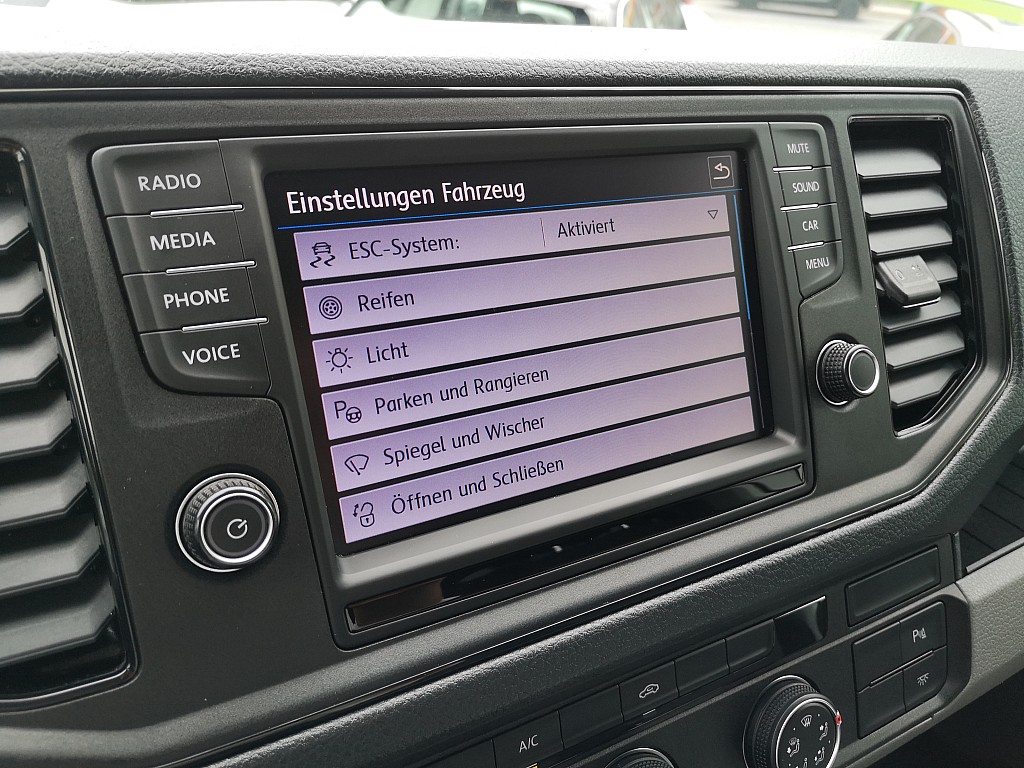 RADIO
MEDIA
PHONE
VOICE
Einstellungen Fahrzeug
ESC-System: Aktiviert
Reifen
Licht
Parken und Rangieren
Spiegel und Wischer
Öffnen und Schließen
MUTE
SOUND
CAR
MENU
A/C
P